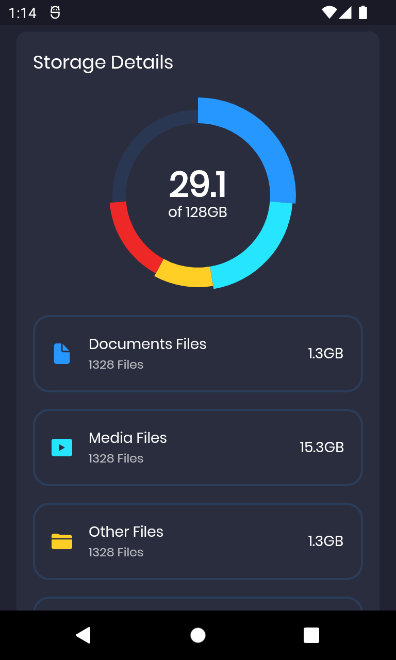 1:14
Storage Details
29.1
of 128GB
Documents Files
1328 Files
1.3GB
Media Files
1328 Files
15.3GB
Other Files
1328 Files
1.3GB